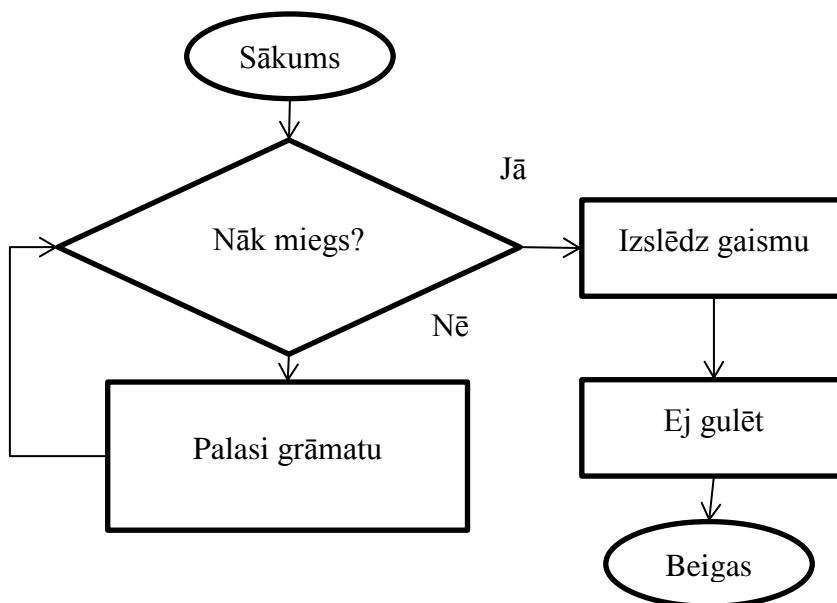 Sākums
Jā
Nāk miegs?
Izslēdz gaismu
Nē
Palasi grāmatu
Ej gulēt
Beigas